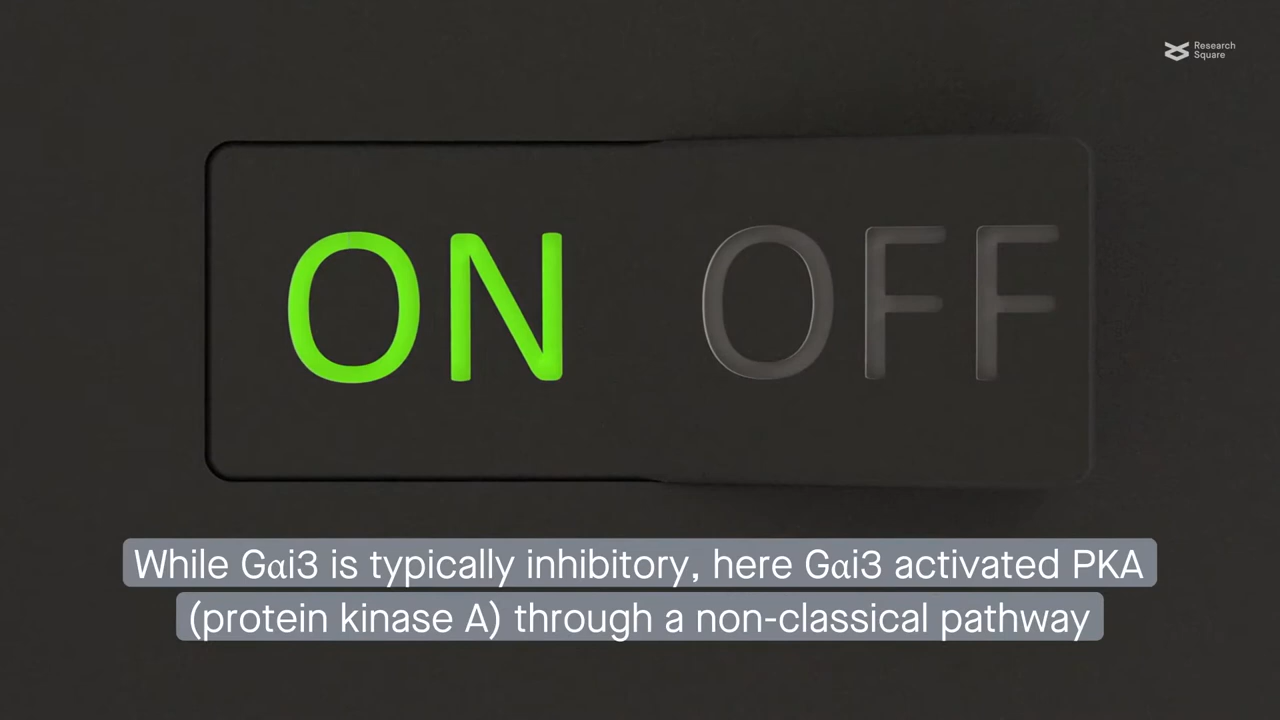 Research
Square
ON OFF
While Gαi3 is typically inhibitory, here Gαi3 activated PKA
(protein kinase A) through a non-classical pathway